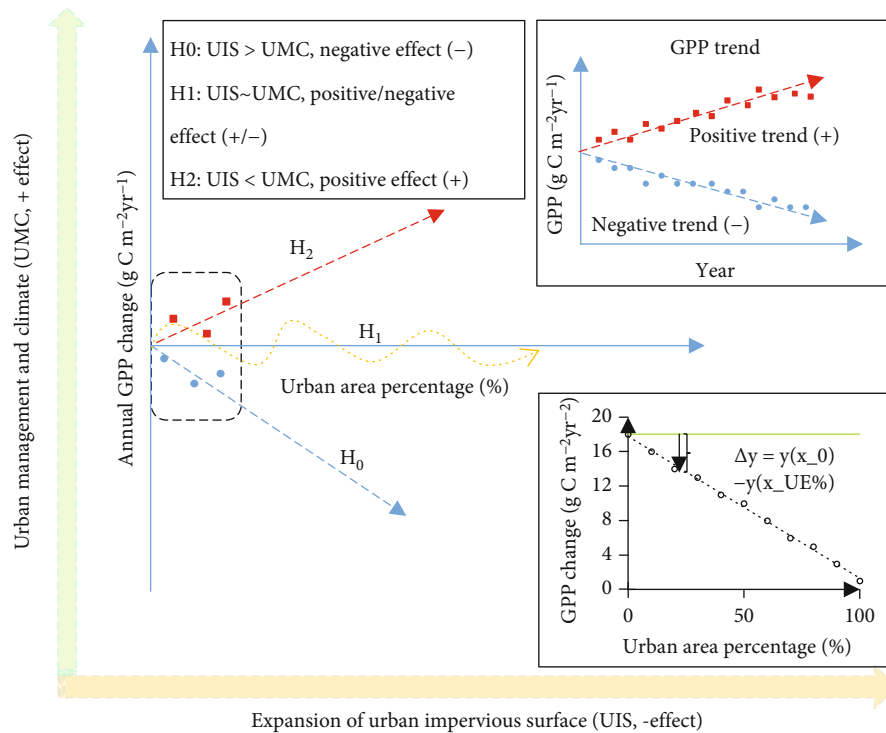 H0: UIS > UMC, negative effect (−)
H1: UIS~UMC, positive/negative
effect (+/−)
H2: UIS < UMC, positive effect (+)
GPP trend
GPP (g C m⁻²yr⁻¹)
Positive trend (+)
Negative trend (−)
Year
Urban management and climate (UMC, + effect)
Annual GPP change (g C m⁻²yr⁻¹)
H₂
H₁
Urban area percentage (%)
H₀
GPP change (g C m⁻²yr⁻²)
20
16
12
8
4
0
Δy = y(x_0)
−y(x_UE%)
0 50 100
Urban area percentage (%)
Expansion of urban impervious surface (UIS, -effect)